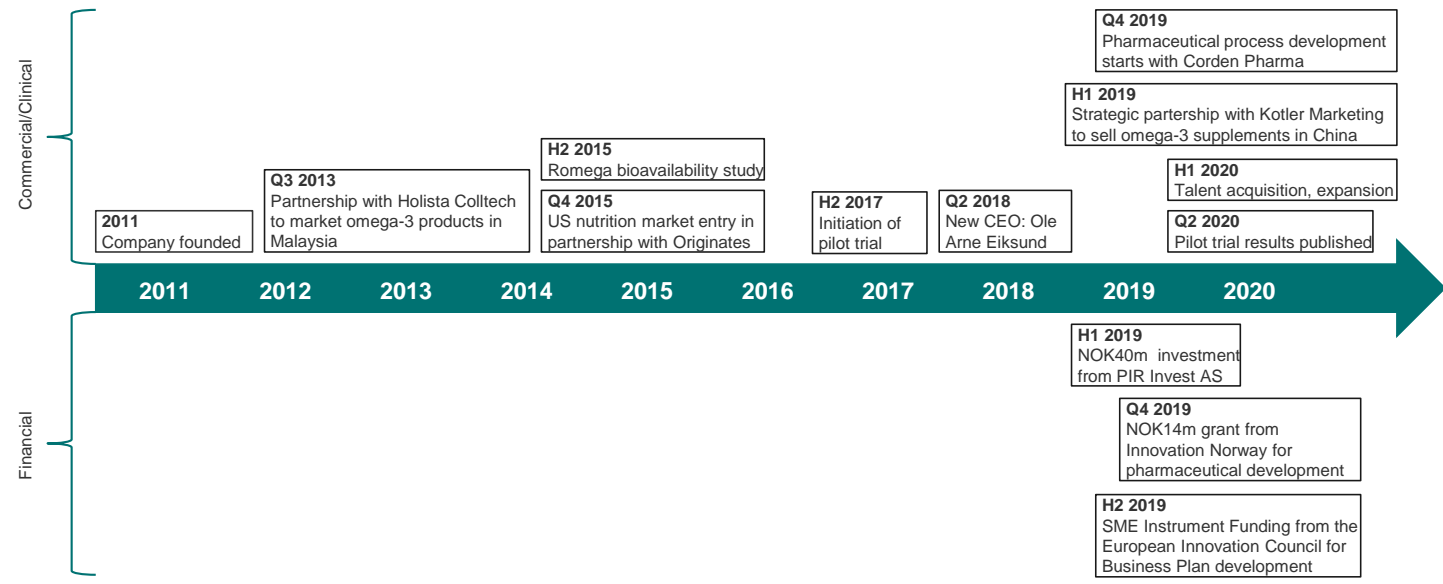 Commercial/Clinical
Q4 2019
Pharmaceutical process development
starts with Corden Pharma
H1 2019
Strategic partership with Kotler Marketing
to sell omega-3 supplements in China
H2 2015
Romega bioavailability study
H1 2020
Talent acquisition, expansion
Q3 2013
Partnership with Holista Colltech
to market omega-3 products in
Malaysia
Q4 2015
US nutrition market entry in
partnership with Originates
H2 2017
Initiation of
pilot trial
Q2 2018
New CEO: Ole
Arne Eiksund
Q2 2020
Pilot trial results published
2011
Company founded
2011 2012 2013 2014 2015 2016 2017 2018 2019 2020
Financial
H1 2019
NOK40m investment
from PIR Invest AS
Q4 2019
NOK14m grant from
Innovation Norway for
pharmaceutical development
H2 2019
SME Instrument Funding from the
European Innovation Council for
Business Plan development